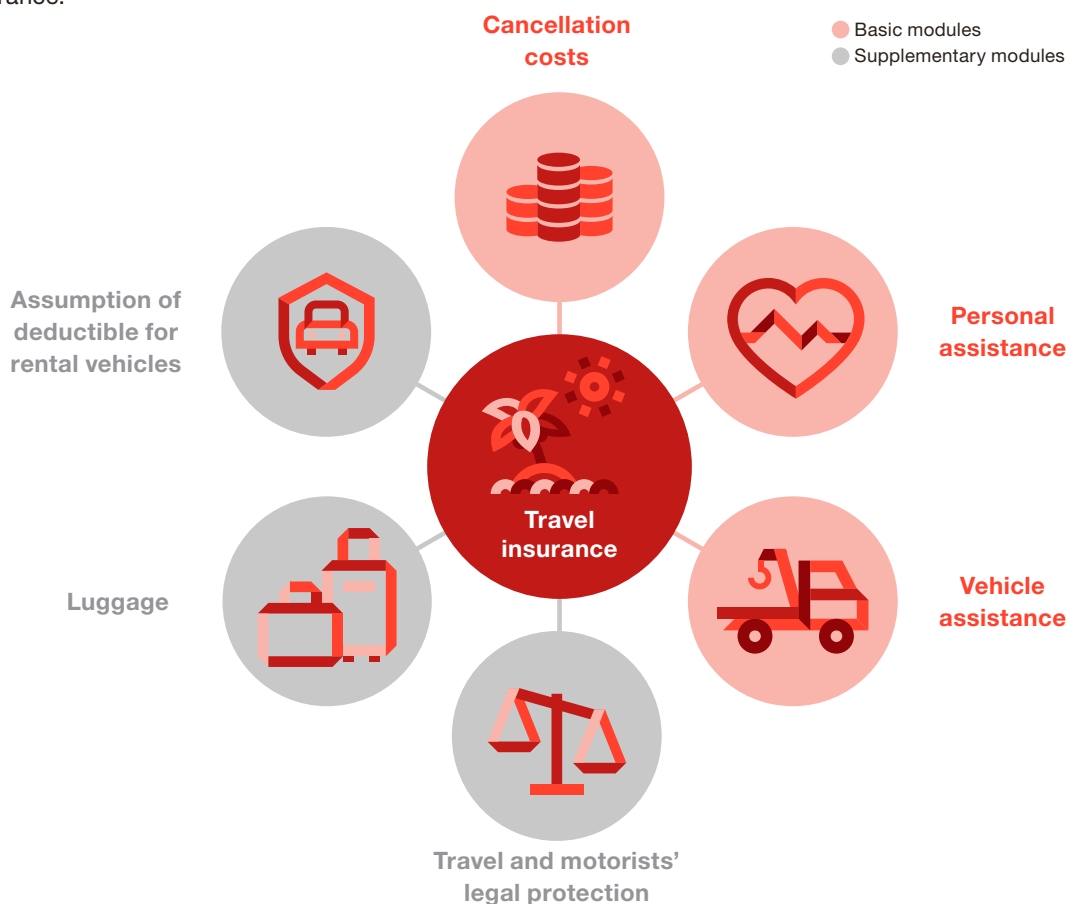 Cancellation
costs
Basic modules
Supplementary modules
Assumption of
deductible for
rental vehicles
Personal
assistance
Travel
insurance
Luggage
Vehicle
assistance
Travel and motorists’
legal protection